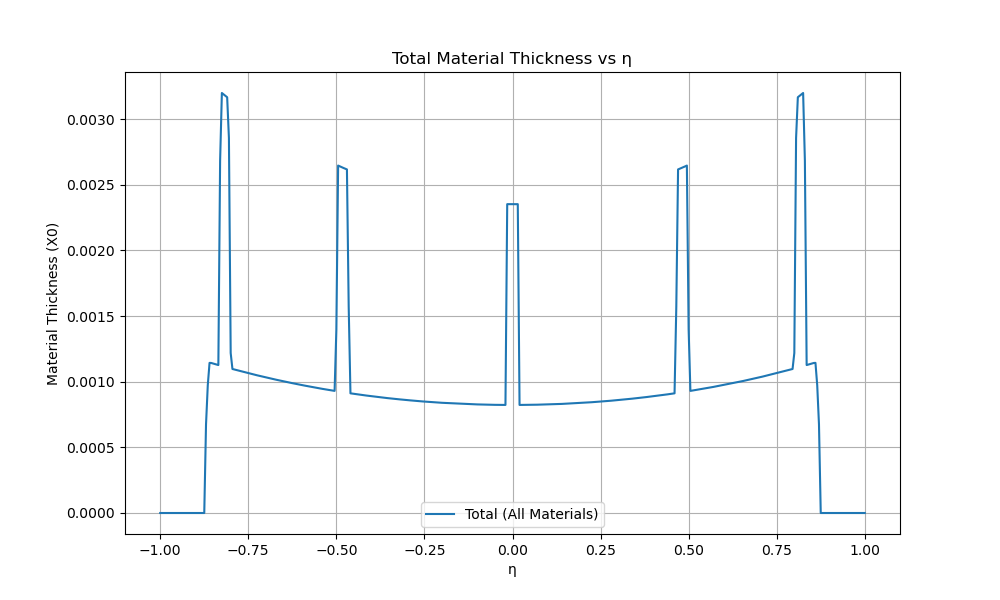 Total Material Thickness vs η
Material Thickness (X0)
0.0030
0.0025
0.0020
0.0015
0.0010
0.0005
0.0000
Total (All Materials)
−1.00 −0.75 −0.50 −0.25 0.00 0.25 0.50 0.75 1.00
η